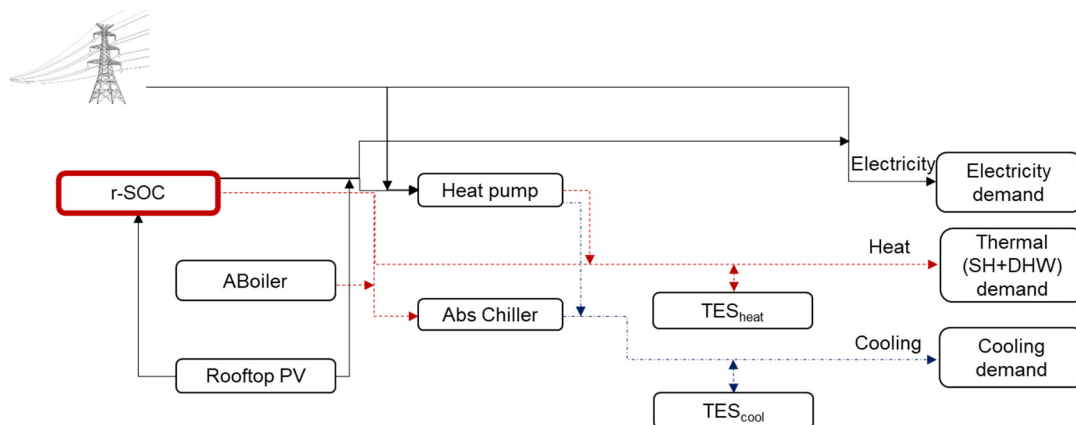 Electricity
Electricity
demand
r-SOC
Heat pump
Heat
Thermal
(SH+DHW)
demand
ABoiler
Abs Chiller
TESheat
Cooling
Cooling
demand
Rooftop PV
TEScool